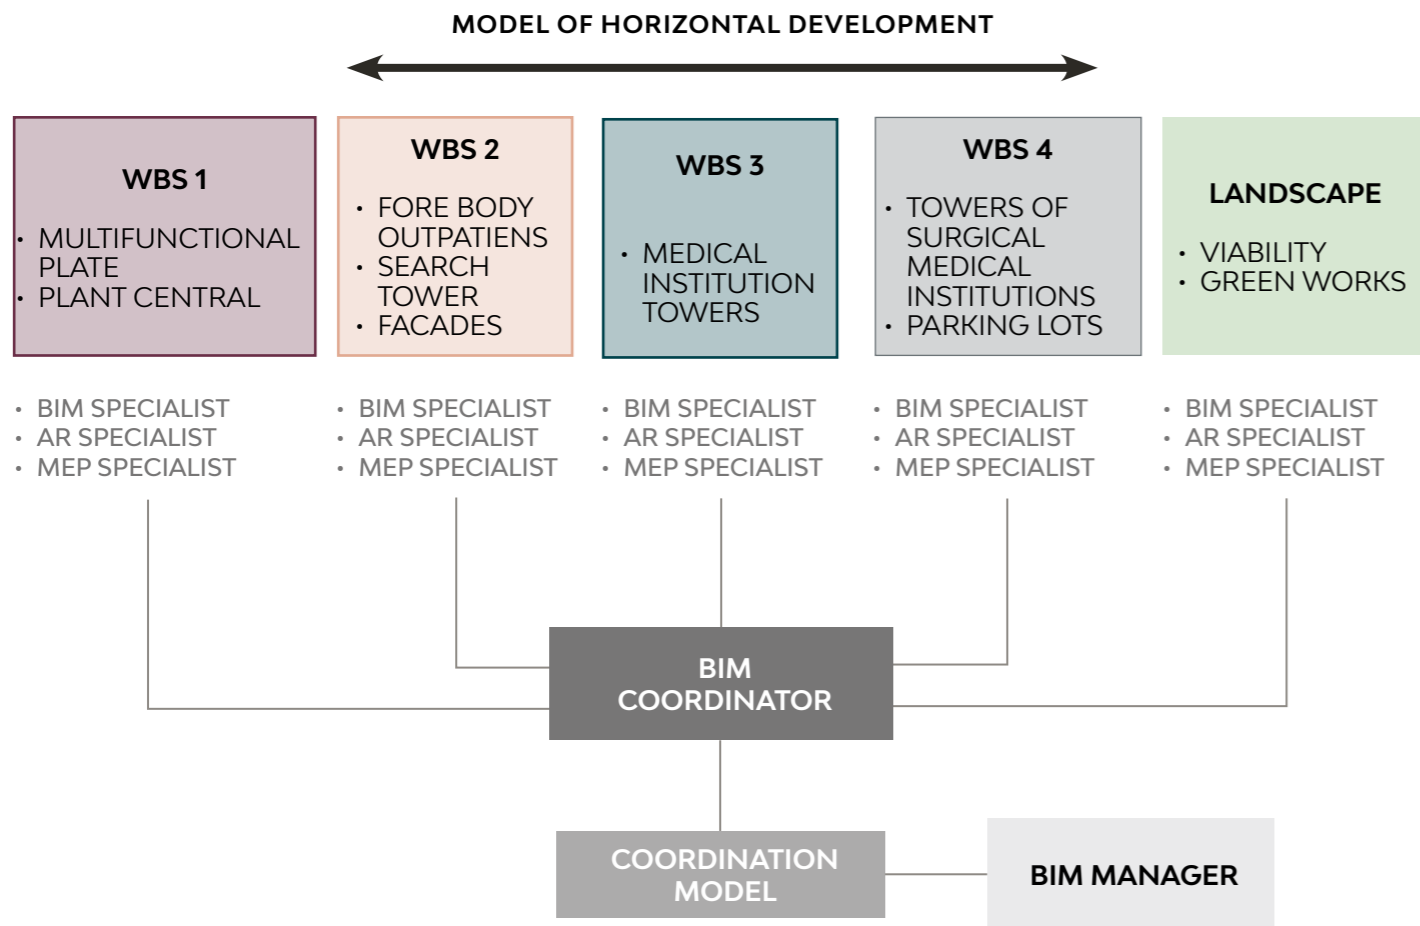 MODEL OF HORIZONTAL DEVELOPMENT
WBS 1
• MULTIFUNCTIONAL
PLATE
• PLANT CENTRAL
WBS 2
• FORE BODY
OUTPATIENS
• SEARCH
TOWER
• FACADES
WBS 3
• MEDICAL
INSTITUTION
TOWERS
WBS 4
• TOWERS OF
SURGICAL
MEDICAL
INSTITUTIONS
• PARKING LOTS
LANDSCAPE
• VIABILITY
• GREEN WORKS
• BIM SPECIALIST
• AR SPECIALIST
• MEP SPECIALIST
• BIM SPECIALIST
• AR SPECIALIST
• MEP SPECIALIST
• BIM SPECIALIST
• AR SPECIALIST
• MEP SPECIALIST
• BIM SPECIALIST
• AR SPECIALIST
• MEP SPECIALIST
• BIM SPECIALIST
• AR SPECIALIST
• MEP SPECIALIST
BIM
COORDINATOR
COORDINATION
MODEL
BIM MANAGER